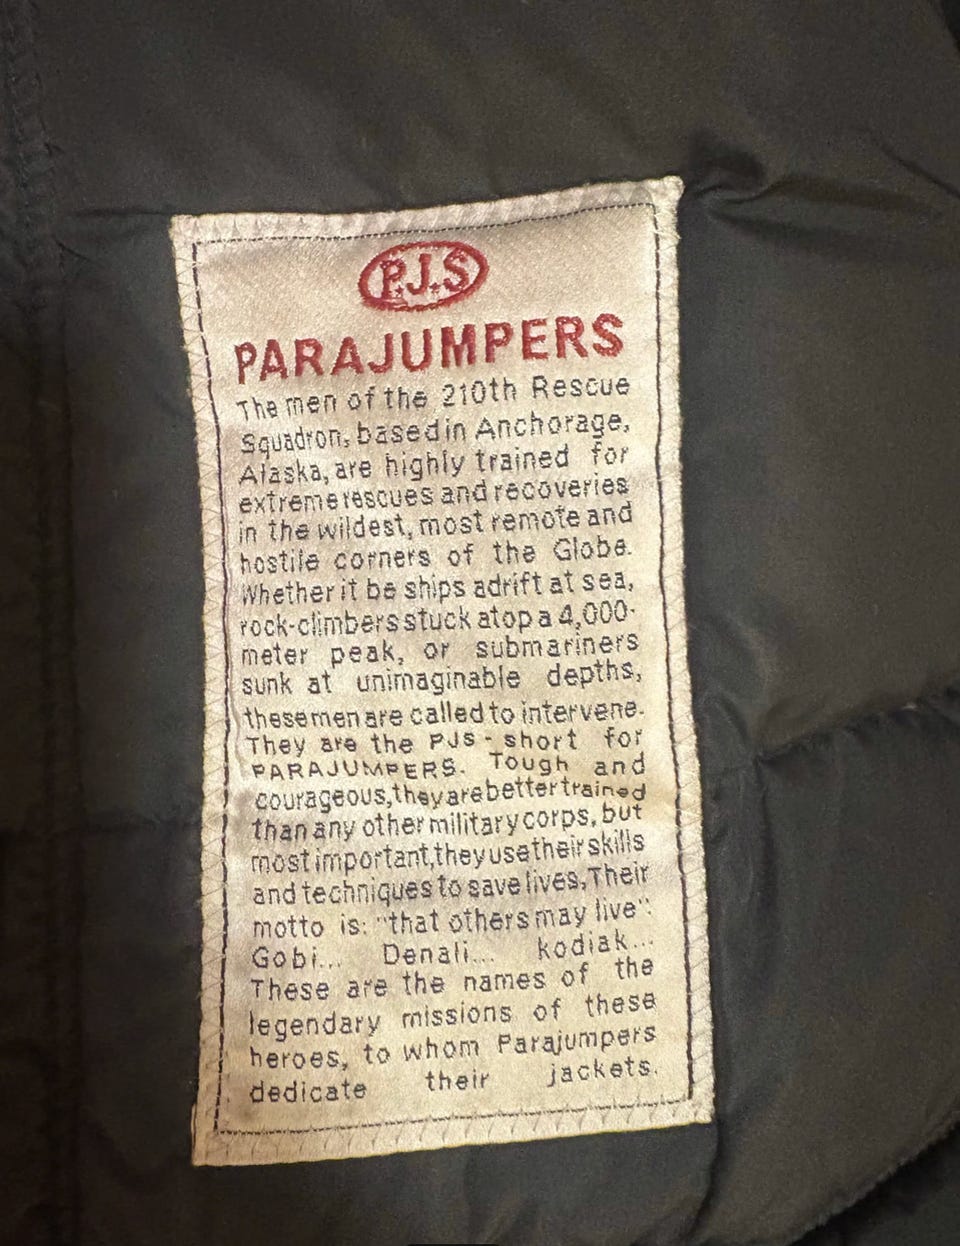 P.J.S
PARAJUMPERS
The men of the 210th Rescue
Squadron, based in Anchorage,
Alaska, are highly trained for
extreme rescues and recoveries
in the wildest, most remote and
hostile corners of the Globe.
Whether it be ships adrift at sea,
rock-climbers stuck atop a 4,000-
meter peak, or submariners
sunk at unimaginable depths,
these men are called to intervene.
They are the PJS - short for
PARAJUMPERS. Tough and
courageous, they are better trained
than any other military corps, but
most important, they use their skills
and techniques to save lives, Their
motto is: "that others may live".
Gobi... Denali... kodiak...
These are the names of the
legendary missions of these
heroes, to whom Parajumpers
dedicate their jackets.